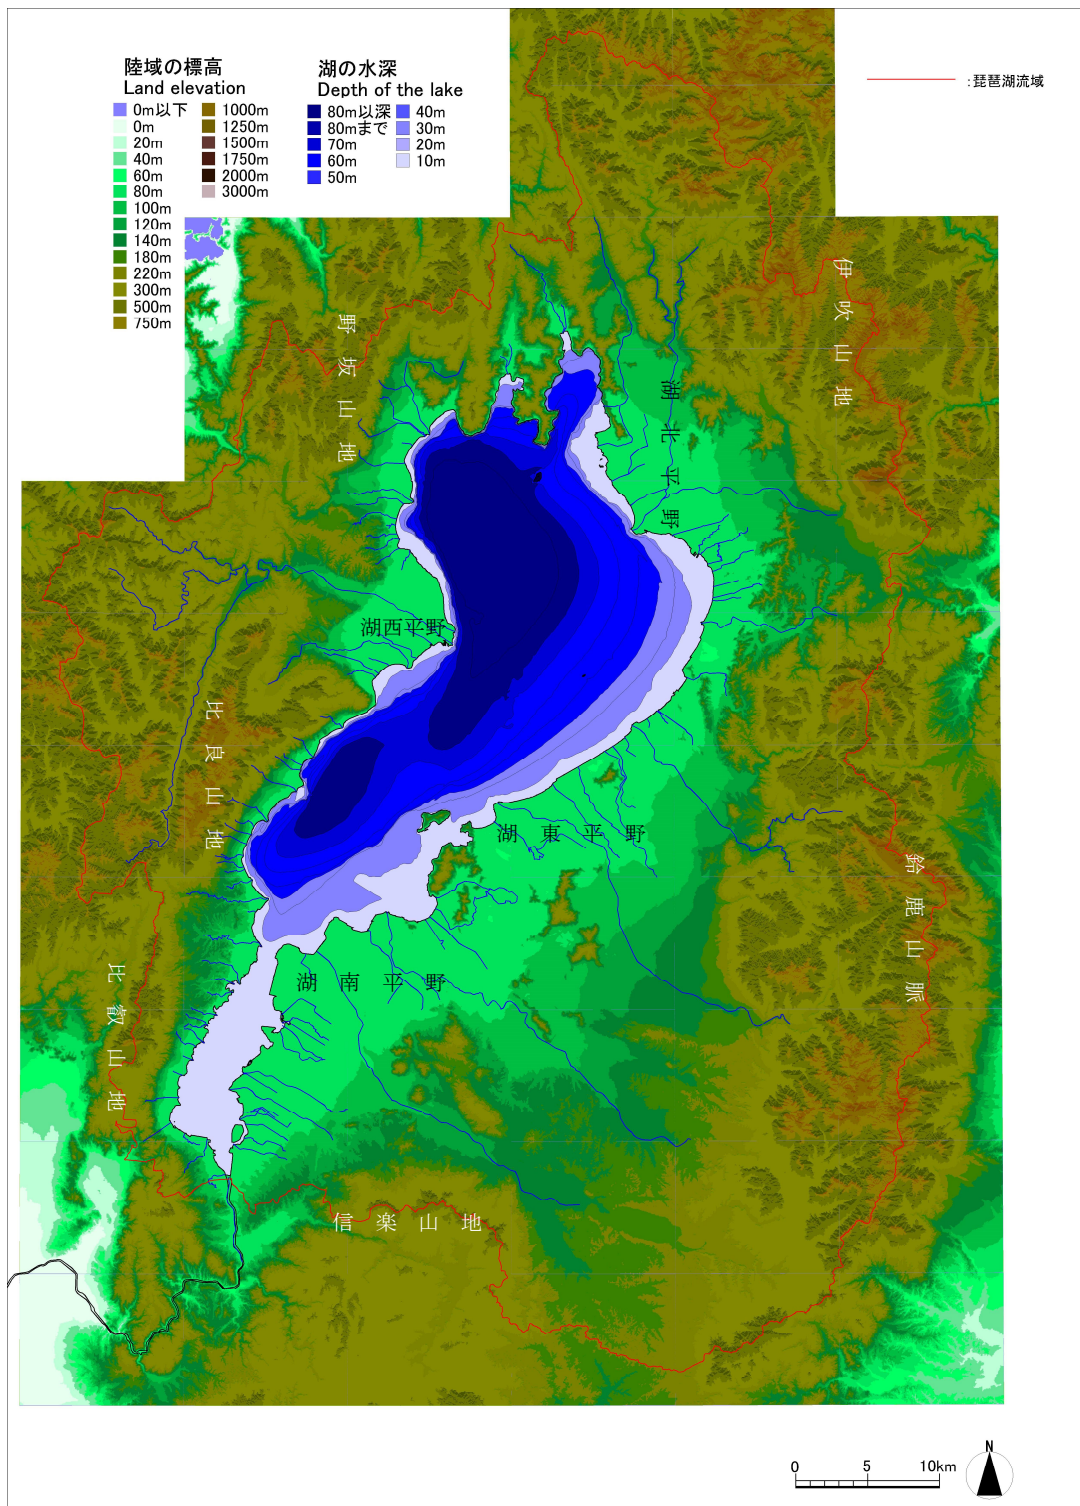 陸域の標高
Land elevation
0m以下
0m
20m
40m
60m
80m
100m
120m
140m
180m
220m
300m
500m
750m
1000m
1250m
1500m
1750m
2000m
3000m
湖の水深
Depth of the lake
80m以深
80mまで
70m
60m
50m
40m
30m
20m
10m
:琵琶湖流域
伊吹山地
野坂山地
湖北平野
湖西平野
比良山地
湖東平野
鈴鹿山脈
湖南平野
比叡山地
信楽山地
0 5 10km
N